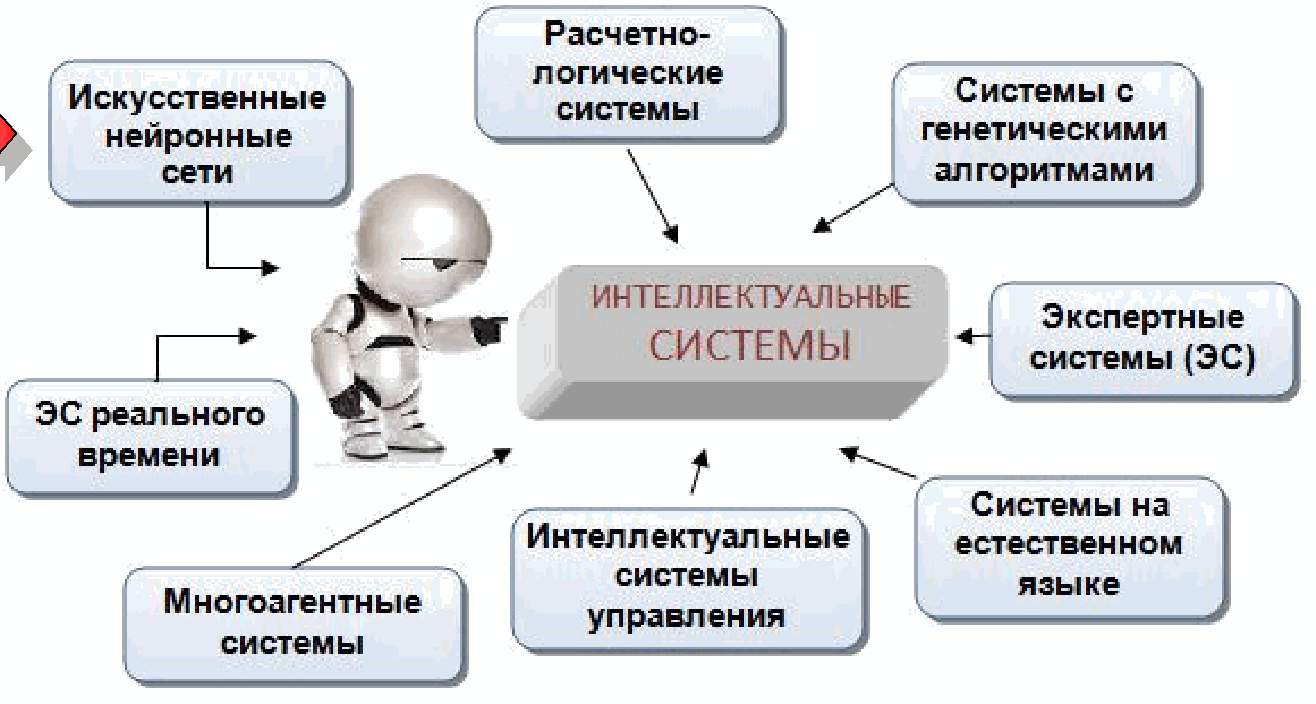 Расчетно-
логические
системы
Искусственные
нейронные
сети
Системы с
генетическими
алгоритмами
ИНТЕЛЛЕКТУАЛЬНЫЕ
СИСТЕМЫ
Экспертные
системы (ЭС)
ЭС реального
времени
Системы на
естественном
языке
Интеллектуальные
системы
управления
Многоагентные
системы